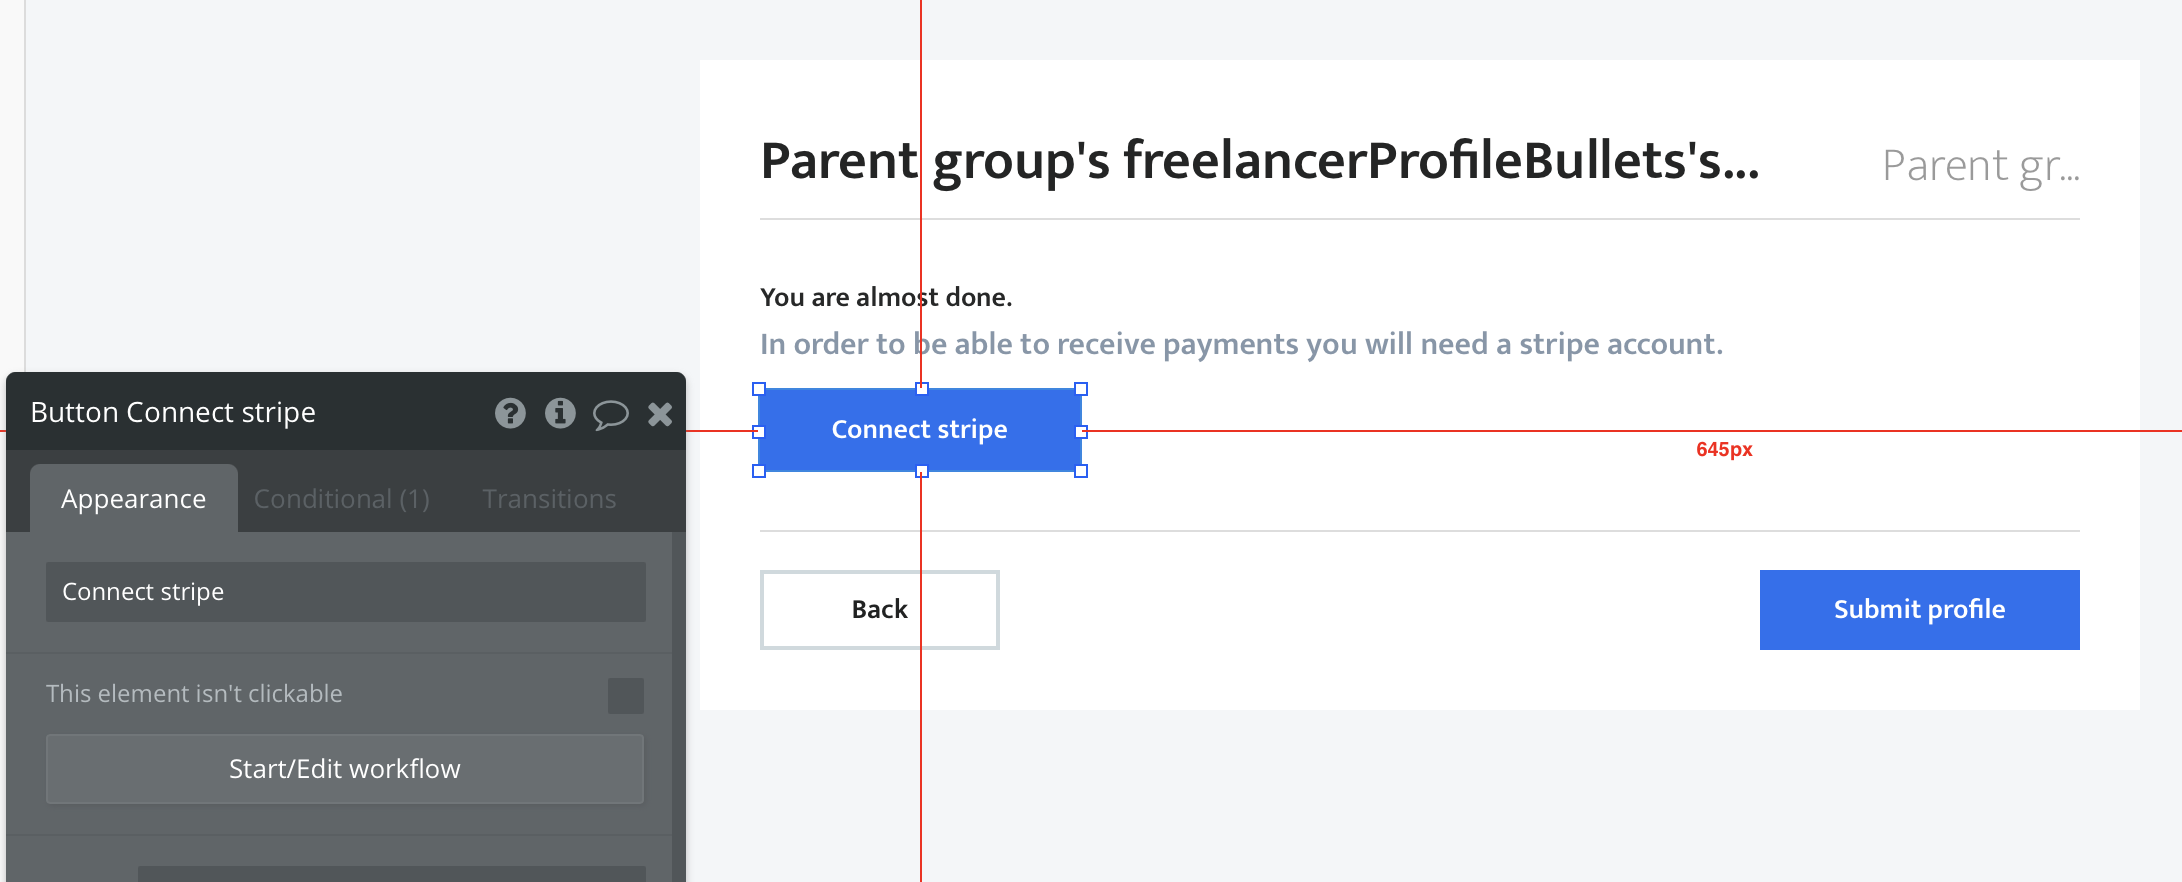 Parent group's freelancerProfileBullets's...
Parent gr...
You are almost done.
In order to be able to receive payments you will need a stripe account.
Connect stripe
645px
Back
Submit profile
Button Connect stripe
Appearance
Conditional (1)
Transitions
Connect stripe
This element isn't clickable
Start/Edit workflow